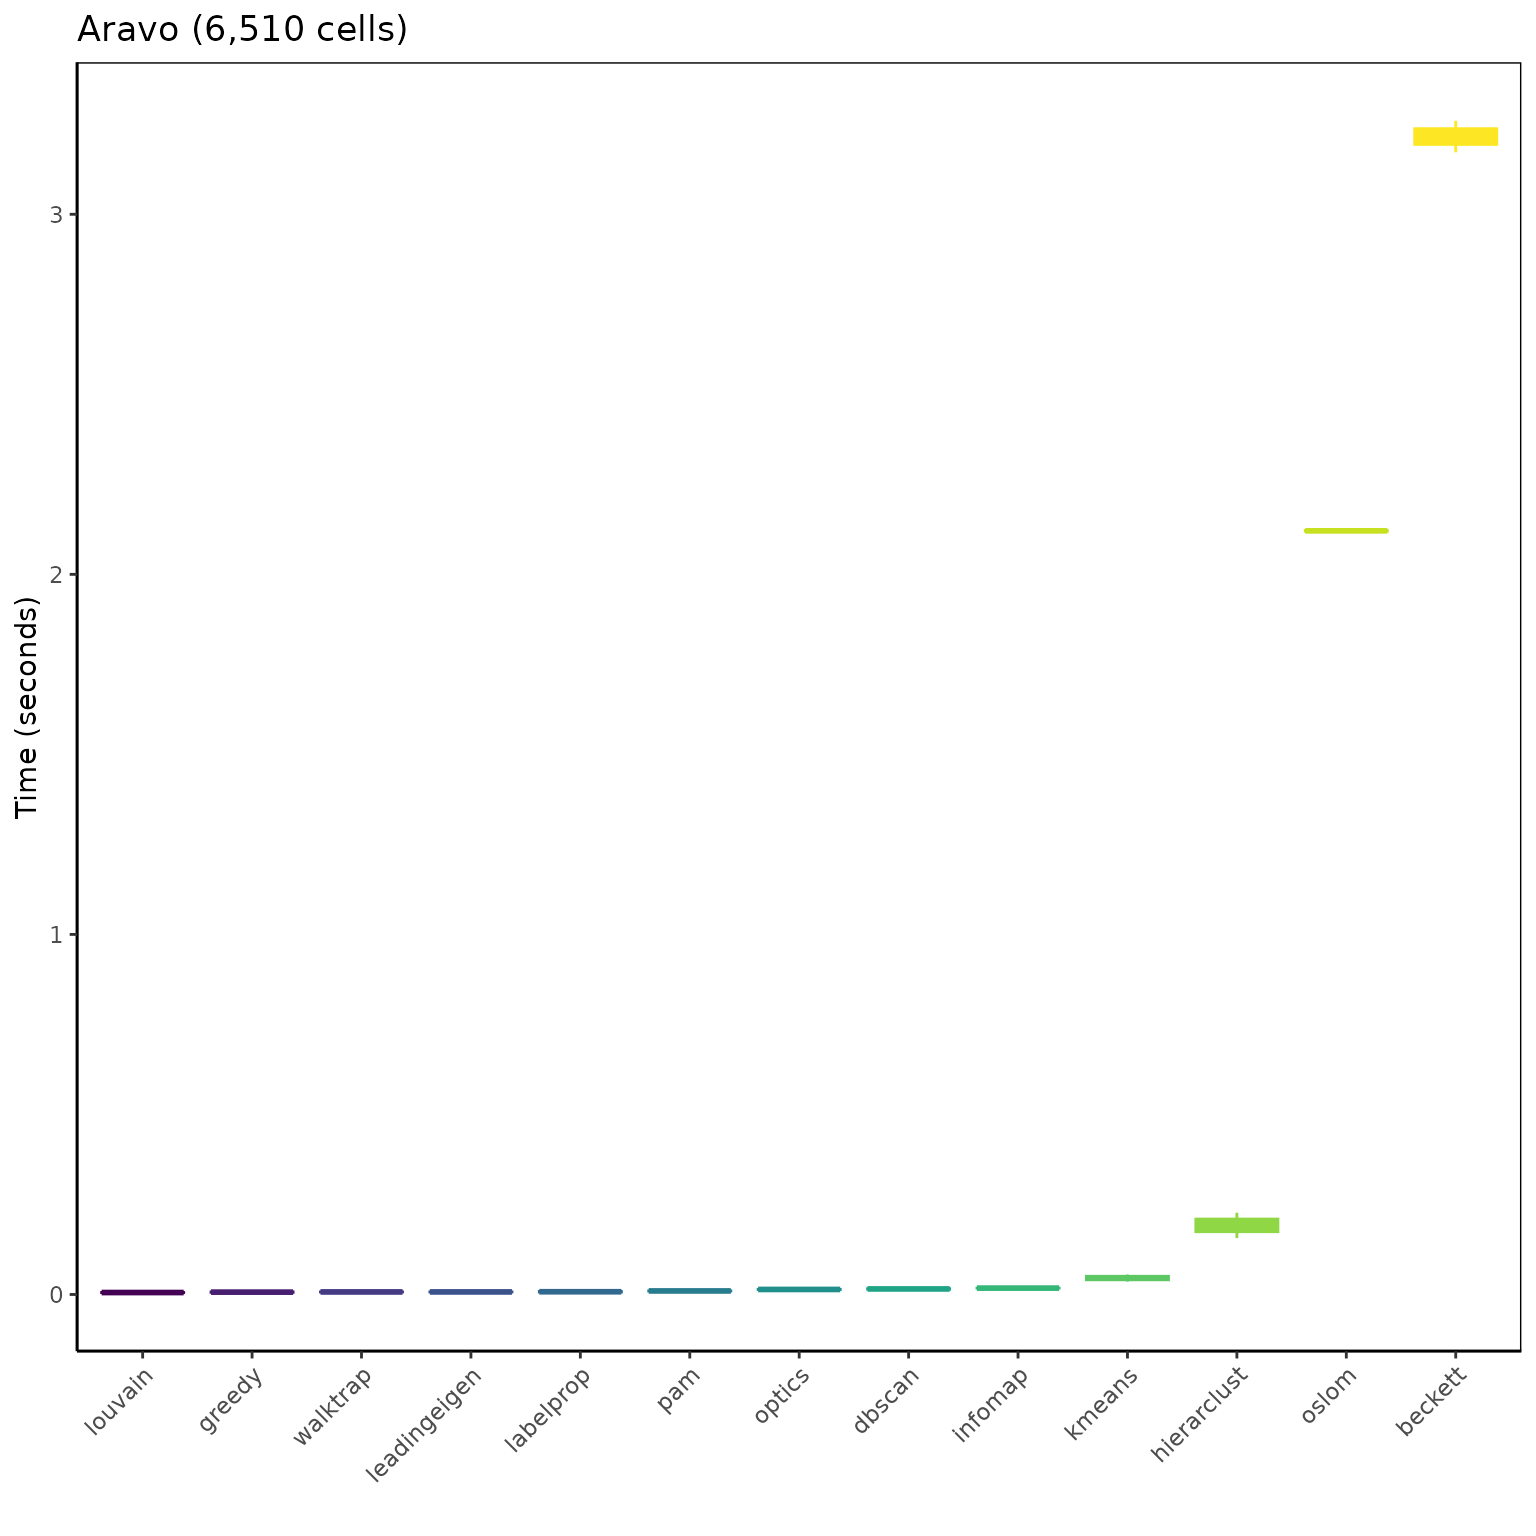 Aravo (6,510 cells)
Time (seconds)
3
2
1
0
louvain
greedy
walktrap
leadingeigen
labelprop
pam
optics
dbscan
infomap
kmeans
hierarclust
oslom
beckett